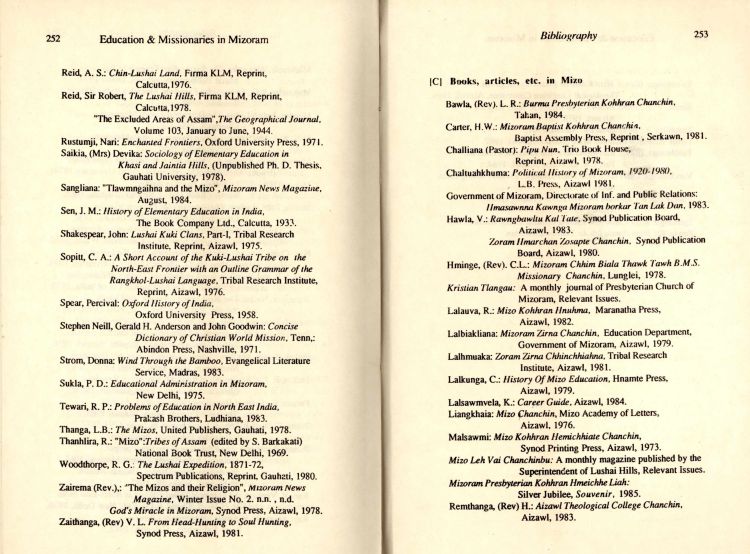 252 Education & Missionaries in Mizoram
Reid, A. S.: Chin-Lushai Land, Firma KLM, Reprint,
Calcutta,1976.
Reid, Sir Robert, The Lushai Hills, Firma KLM, Reprint,
Calcutta,1978.
"The Excluded Areas of Assam",The Geographical Journal,
Volume 103, January to June, 1944.
Rustumji, Nari: Enchanted Frontiers, Oxford University Press, 1971.
Saikia, (Mrs) Devika: Sociology of Elementary Education in
Khasi and Jaintia Hills, (Unpublished Ph. D. Thesis,
Gauhati University, 1978).
Sangliana: "Tlawmngaihna and the Mizo", Mizoram News Magazine,
August, 1984.
Sen, J. M.: History of Elementary Education in India,
The Book Company Ltd., Calcutta, 1933.
Shakespear, John: Lushai Kuki Clans, Part-I, Tribal Research
Institute, Reprint, Aizawl, 1975.
Sopitt, C. A.: A Short Account of the Kuki-Lushai Tribe on the
North-East Frontier with an Outline Grammar of the
Rangkhol-Lushai Language, Tribal Research Institute,
Reprint, Aizawl, 1976.
Spear, Percival: Oxford History of India,
Oxford University Press, 1958.
Stephen Neill, Gerald H. Anderson and John Goodwin: Concise
Dictionary of Christian World Mission, Tenn,:
Abindon Press, Nashville, 1971.
Strom, Donna: Wind Through the Bamboo, Evangelical Literature
Service, Madras, 1983.
Sukla, P. D.: Educational Administration in Mizoram,
New Delhi, 1975.
Tewari, R. P.: Problems of Education in North East India,
Prakash Brothers, Ludhiana, 1983.
Thanga, L.B.: The Mizos, United Publishers, Gauhati, 1978.
Thanhlira, R.: "Mizo":Tribes of Assam (edited by S. Barkakati)
National Book Trust, New Delhi, 1969.
Woodthorpe, R. G.: The Lushai Expedition, 1871-72,
Spectrum Publications, Reprint, Gauhati, 1980.
Zairema (Rev.),: "The Mizos and their Religion", Mizoram News
Magazine, Winter Issue No. 2. n.n. , n.d.
God's Miracle in Mizoram, Synod Press, Aizawl, 1978.
Zaithanga, (Rev) V. L. From Head-Hunting to Soul Hunting,
Synod Press, Aizawl, 1981.
Bibliography 253
[C] Books, articles, etc. in Mizo
Bawla, (Rev). L. R.: Burma Presbyterian Kohhran Chanchin,
Tahan, 1984.
Carter, H.W.: Mizoram Baptist Kohhran Chanchin,
Baptist Assembly Press, Reprint , Serkawn, 1981.
Challiana (Pastor): Pipu Nun, Trio Book House,
Reprint, Aizawl, 1978.
Chaltuahkhuma: Political History of Mizoram, 1920-1980,
L.B. Press, Aizawl 1981.
Government of Mizoram, Directorate of Inf. and Public Relations:
Hmasawnna Kawnga Mizoram horkar Tan Lak Dan, 1983.
Hawla, V.: Rawngbawltu Kal Tate, Synod Publication Board,
Aizawl, 1983.
Zoram Hmarchan Zosapte Chanchin, Synod Publication
Board, Aizawl, 1980.
Hminge, (Rev). C.L.: Mizoram Chhim Biala Thawk Tawh B.M.S.
Missionary Chanchin, Lunglei, 1978.
Kristian Tlangau: A monthly journal of Presbyterian Church of
Mizoram, Relevant Issues.
Lalauva, R.: Mizo Kohhran Hnuhma, Maranatha Press,
Aizawl, 1982.
Lalbiakliana: Mizoram Zirna Chanchin, Education Department,
Government of Mizoram, Aizawl, 1979.
Lalhmuaka: Zoram Zirna Chhinchhiahna, Tribal Research
Institute, Aizawl, 1981.
Lalkunga, C.: History Of Mizo Education, Hnamte Press,
Aizawl, 1979.
Lalsawmvela, K.: Career Guide, Aizawl, 1984.
Liangkhaia: Mizo Chanchin, Mizo Academy of Letters,
Aizawl, 1976.
Malsawmi: Mizo Kohhran Hemichhiate Chanchin,
Synod Printing Press, Aizawl, 1973.
Mizo Leh Vai Chanchinbu: A monthly magazine published by the
Superintendent of Lushai Hills, Relevant Issues.
Mizoram Presbyterian Kohhran Hmeichhe Liah:
Silver Jubilee, Souvenir, 1985.
Remthanga, (Rev) H.: Aizawl Theological College Chanchin,
Aizawl, 1983.